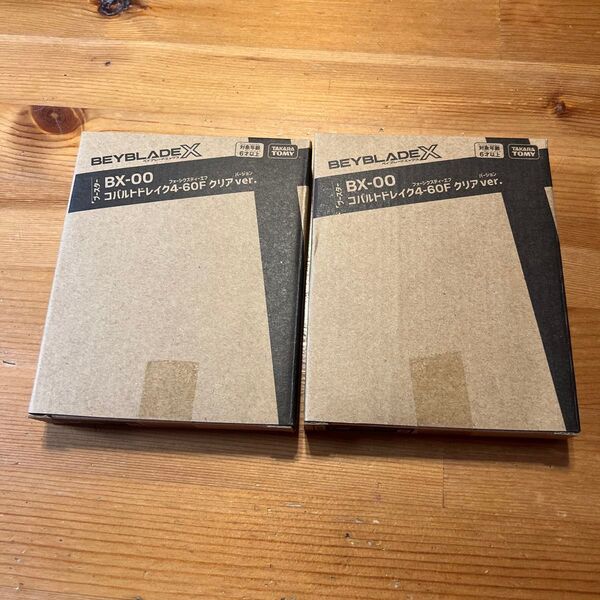 BEYBLADE X
ベイブレードエックス
対象年齢
6才以上
TAKARA
TOMY
ブースター
BX-00
フォーシックスティーエフ
バージョン
コバルトドレイク4-60F クリアver.
BEYBLADE X
ベイブレードエックス
対象年齢
6才以上
TAKARA
TOMY
ブースター
BX-00
フォーシックスティーエフ
バージョン
コバルトドレイク4-60F クリアver.